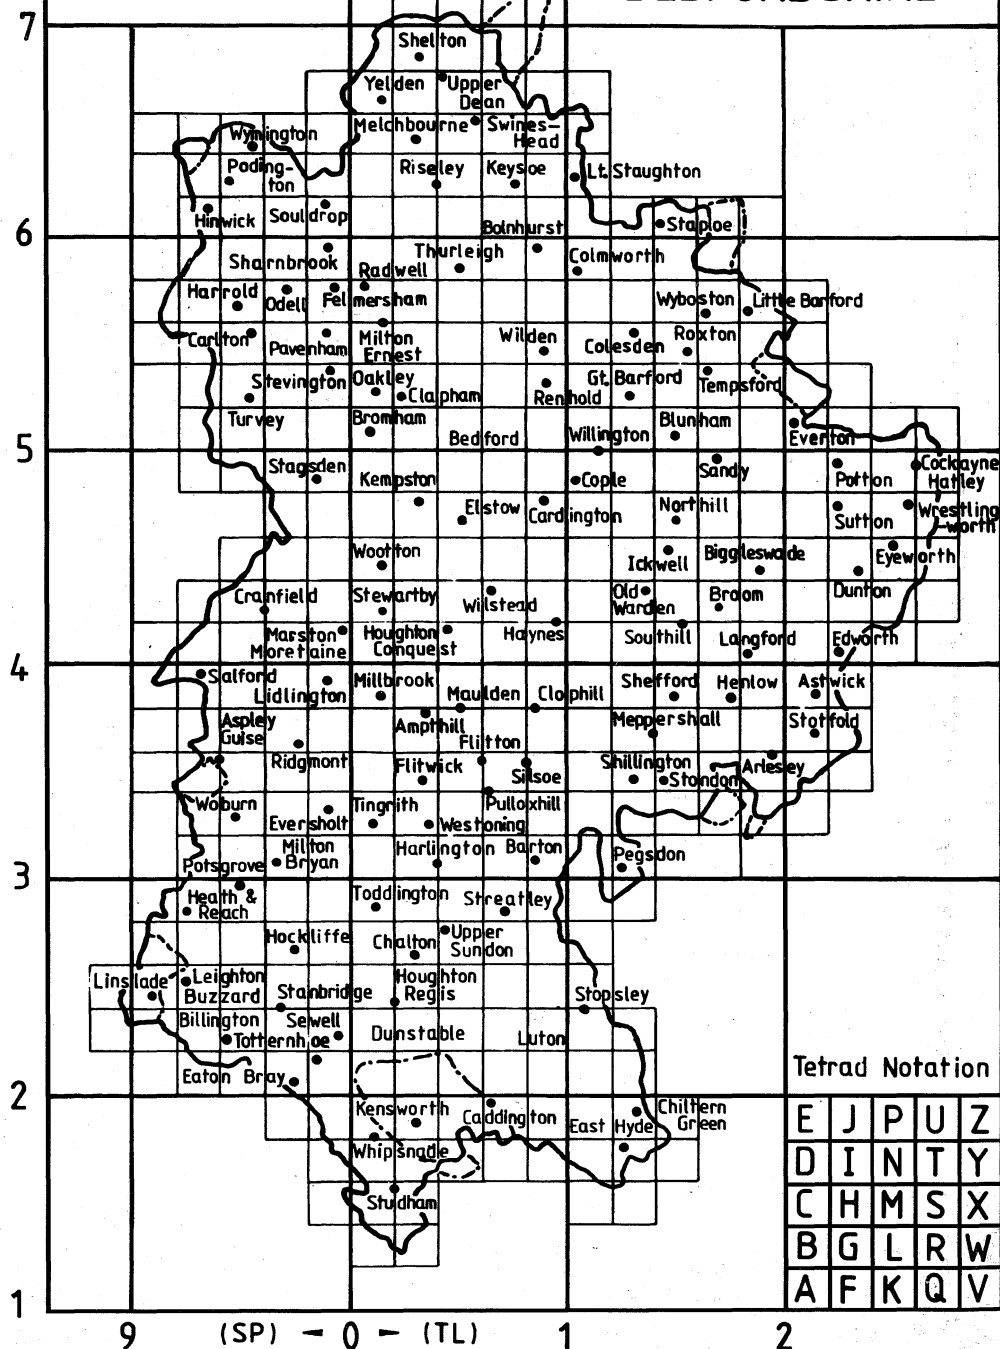 7
Shelton
Yelden
Upper
Dean
Melchbourne
Swines-
Head
Wymington
Poding-
ton
Riseley
Keysoe
Lt. Staughton
Hinwick
Souldrop
Bolnhurst
Staploe
6
Sharnbrook
Thurleigh
Colmworth
Radwell
Harrold
Odell
Felmersham
Wyboston
Little Barford
Carlton
Pavenham
Milton
Ernest
Wilden
Colesden
Roxton
Stevington
Oakley
Clapham
Renhold
Gt. Barford
Tempsford
Turvey
Bromham
Bedford
Willington
Blunham
Everton
5
Stagsden
Kempston
Cople
Sandy
Potton
Cockayne
Hatley
Elstow
Cardington
Northill
Sutton
Wrestling
-worth
Wootton
Ickwell
Biggleswade
Eyeworth
Cranfield
Stewartby
Wilstead
Old
Warden
Broom
Dunton
Marston
Moretaine
Houghton
Conquest
Haynes
Southill
Langford
Edworth
4
Salford
Lidlington
Millbrook
Maulden
Clophill
Shefford
Henlow
Astwick
Aspley
Guise
Ampthill
Flitton
Meppershall
Stotfold
Ridgmont
Flitwick
Silsoe
Shillington
Stondon
Arlesey
Woburn
Eversholt
Tingrith
Westoning
Pulloxhill
Potsgrove
Milton
Bryan
Harlington
Barton
Pegsdon
3
Heath &
Reach
Toddington
Streatley
Hockliffe
Chalton
Upper
Sundon
Linslade
Leighton
Buzzard
Stanbridge
Houghton
Regis
Stopsley
Billington
Sewell
Totternhoe
Dunstable
Luton
Eaton Bray
2
Kensworth
Caddington
East Hyde
Chiltern
Green
Whipsnade
Studham
Tetrad Notation
E J P U Z
D I N T Y
C H M S X
B G L R W
A F K Q V
1
9 (SP) 0 (TL) 1 2